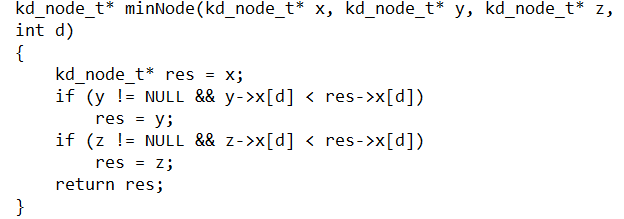 kd_node_t* minNode(kd_node_t* x, kd_node_t* y, kd_node_t* z,
int d)
{
    kd_node_t* res = x;
    if (y != NULL && y->x[d] < res->x[d])
        res = y;
    if (z != NULL && z->x[d] < res->x[d])
        res = z;
    return res;
}